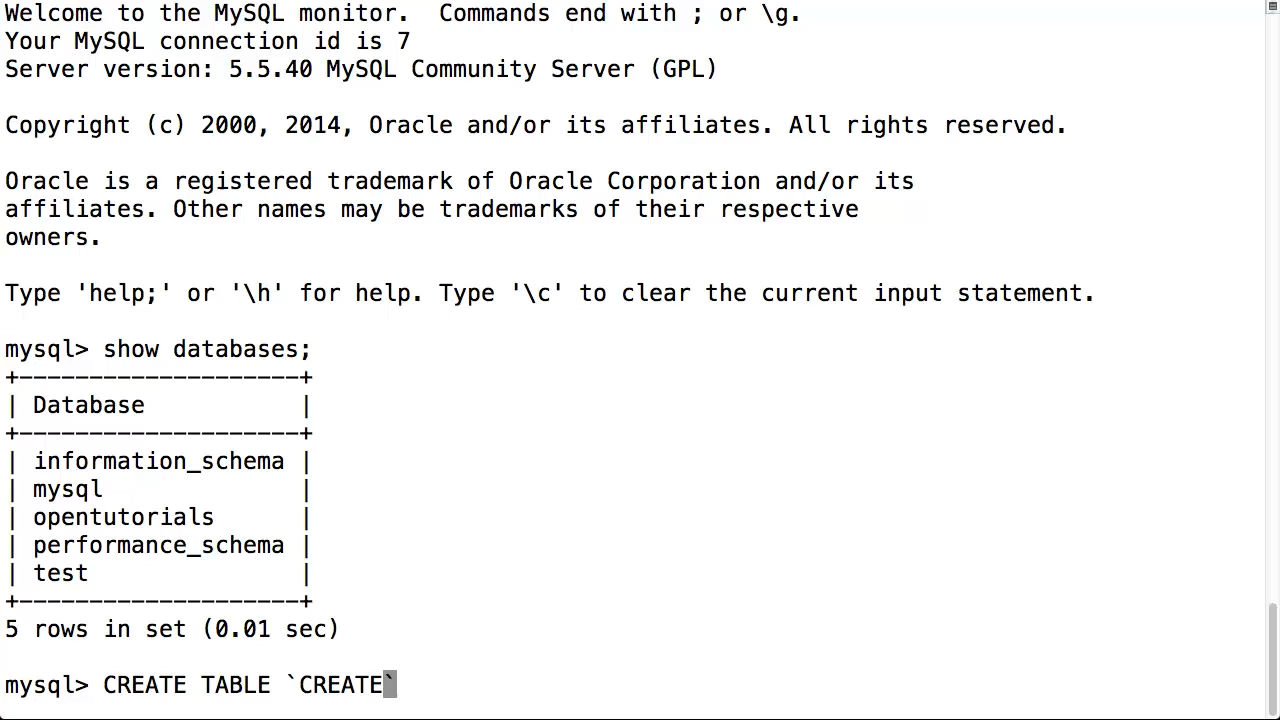 Welcome to the MySQL monitor.  Commands end with ; or \g.
Your MySQL connection id is 7
Server version: 5.5.40 MySQL Community Server (GPL)
Copyright (c) 2000, 2014, Oracle and/or its affiliates. All rights reserved.
Oracle is a registered trademark of Oracle Corporation and/or its
affiliates. Other names may be trademarks of their respective
owners.
Type 'help;' or '\h' for help. Type '\c' to clear the current input statement.
mysql> show databases;
+--------------------+
| Database           |
+--------------------+
| information_schema |
| mysql              |
| opentutorials      |
| performance_schema |
| test               |
+--------------------+
5 rows in set (0.01 sec)
mysql> CREATE TABLE `CREATE`